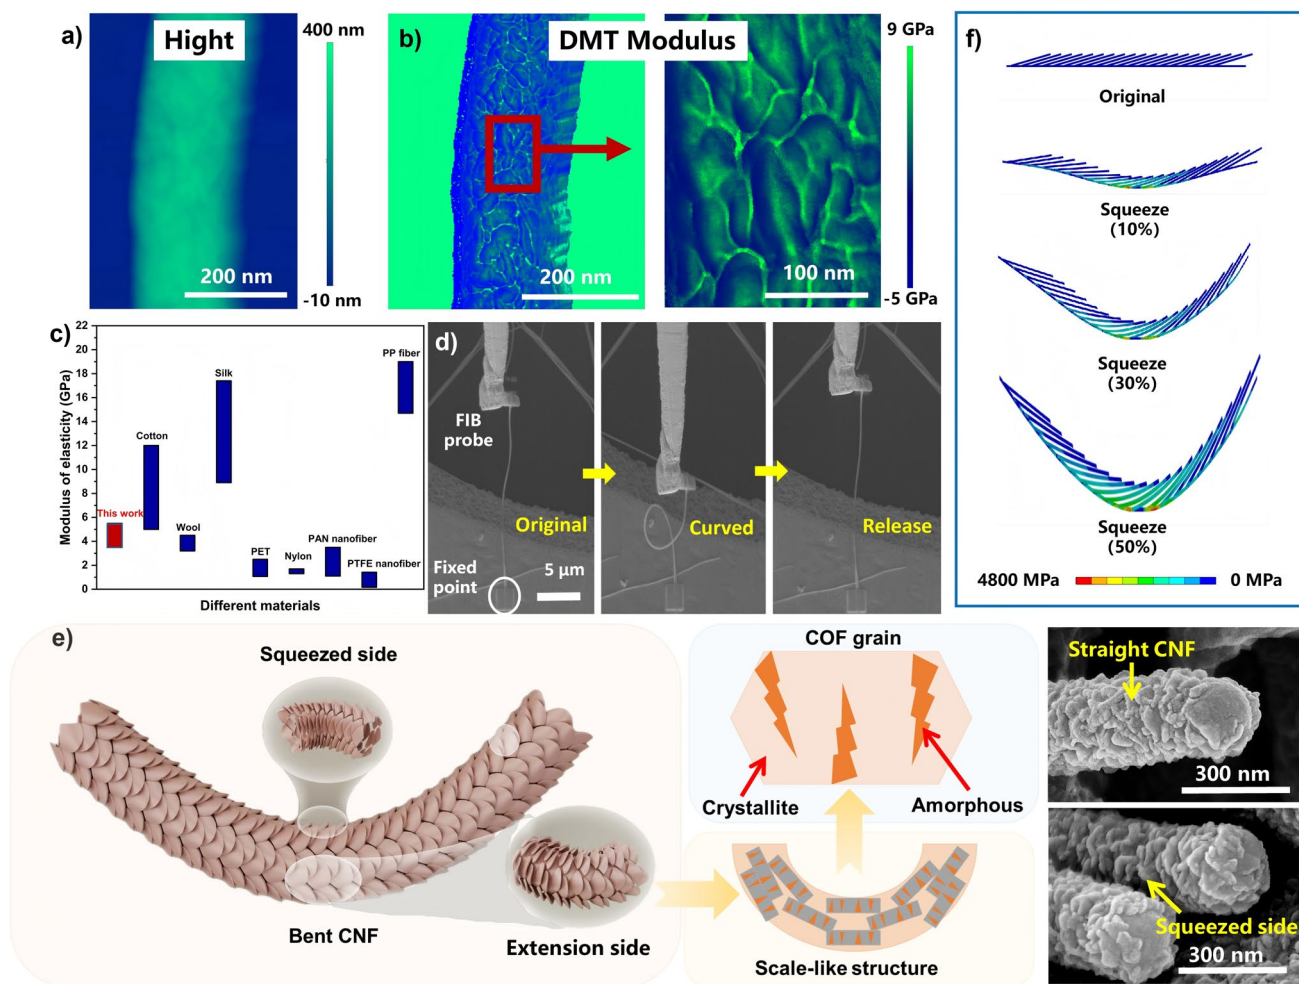 a)
Hight
400 nm
-10 nm
200 nm
b)
DMT Modulus
200 nm
100 nm
9 GPa
-5 GPa
c)
Modulus of elasticity (GPa)
22
20
18
16
14
12
10
8
6
4
2
0
This work
Cotton
Wool
Silk
PET
Nylon
PAN nanofiber
PTFE nanofiber
PP fiber
Different materials
d)
FIB
probe
Original
Fixed
point
5 μm
Curved
Release
e)
Squeezed side
Bent CNF
Extension side
COF grain
Crystallite
Amorphous
Scale-like structure
Straight CNF
300 nm
Squeezed side
300 nm
f)
Original
Squeeze
(10%)
Squeeze
(30%)
Squeeze
(50%)
4800 MPa
0 MPa